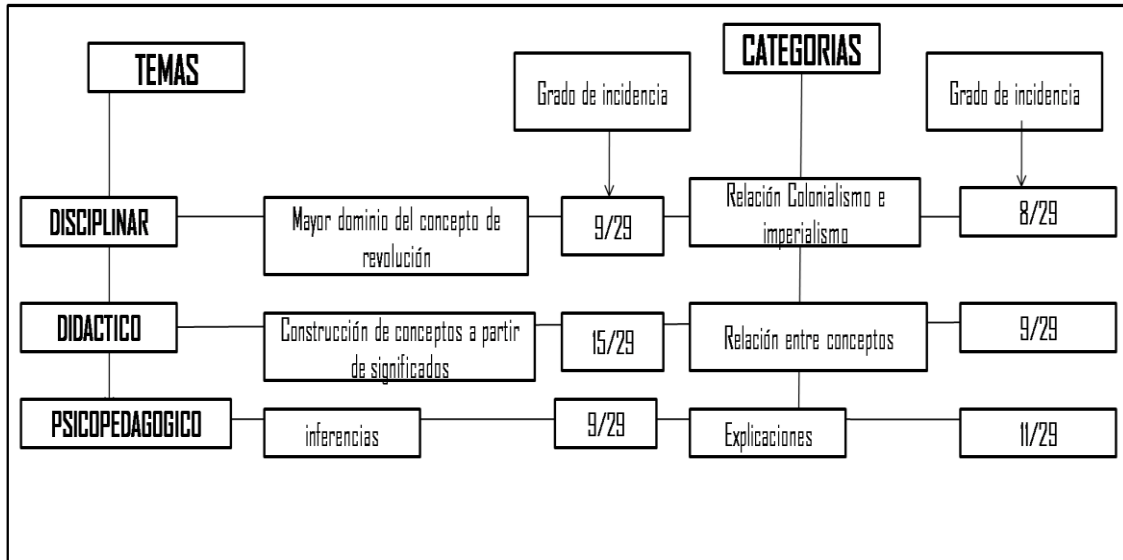 TEMAS
CATEGORIAS
Grado de incidencia
Grado de incidencia
DISCIPLINAR
Mayor dominio del concepto de
revolución
9/29
Relación Colonialismo e
imperialismo
8/29
DIDACTICO
Construcción de conceptos a partir
de significados
15/29
Relación entre conceptos
9/29
PSICOPEDAGOGICO
inferencias
9/29
Explicaciones
11/29